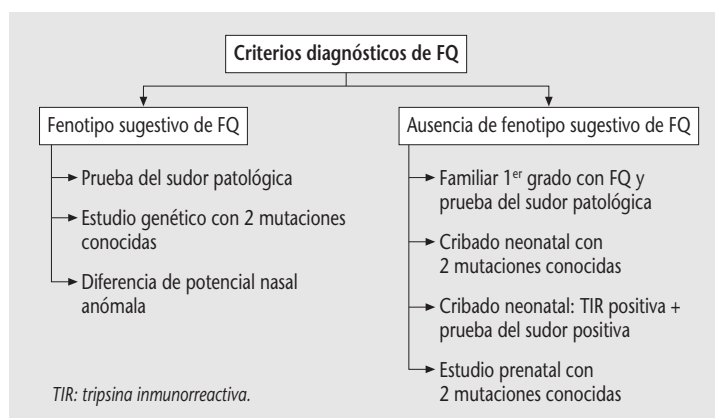 Criterios diagnósticos de FQ
Fenotipo sugestivo de FQ
Prueba del sudor patológica
Estudio genético con 2 mutaciones
conocidas
Diferencia de potencial nasal
anómala
Ausencia de fenotipo sugestivo de FQ
Familiar 1er grado con FQ y
prueba del sudor patológica
Cribado neonatal con
2 mutaciones conocidas
Cribado neonatal: TIR positiva +
prueba del sudor positiva
Estudio prenatal con
2 mutaciones conocidas
TIR: tripsina inmunorreactiva.